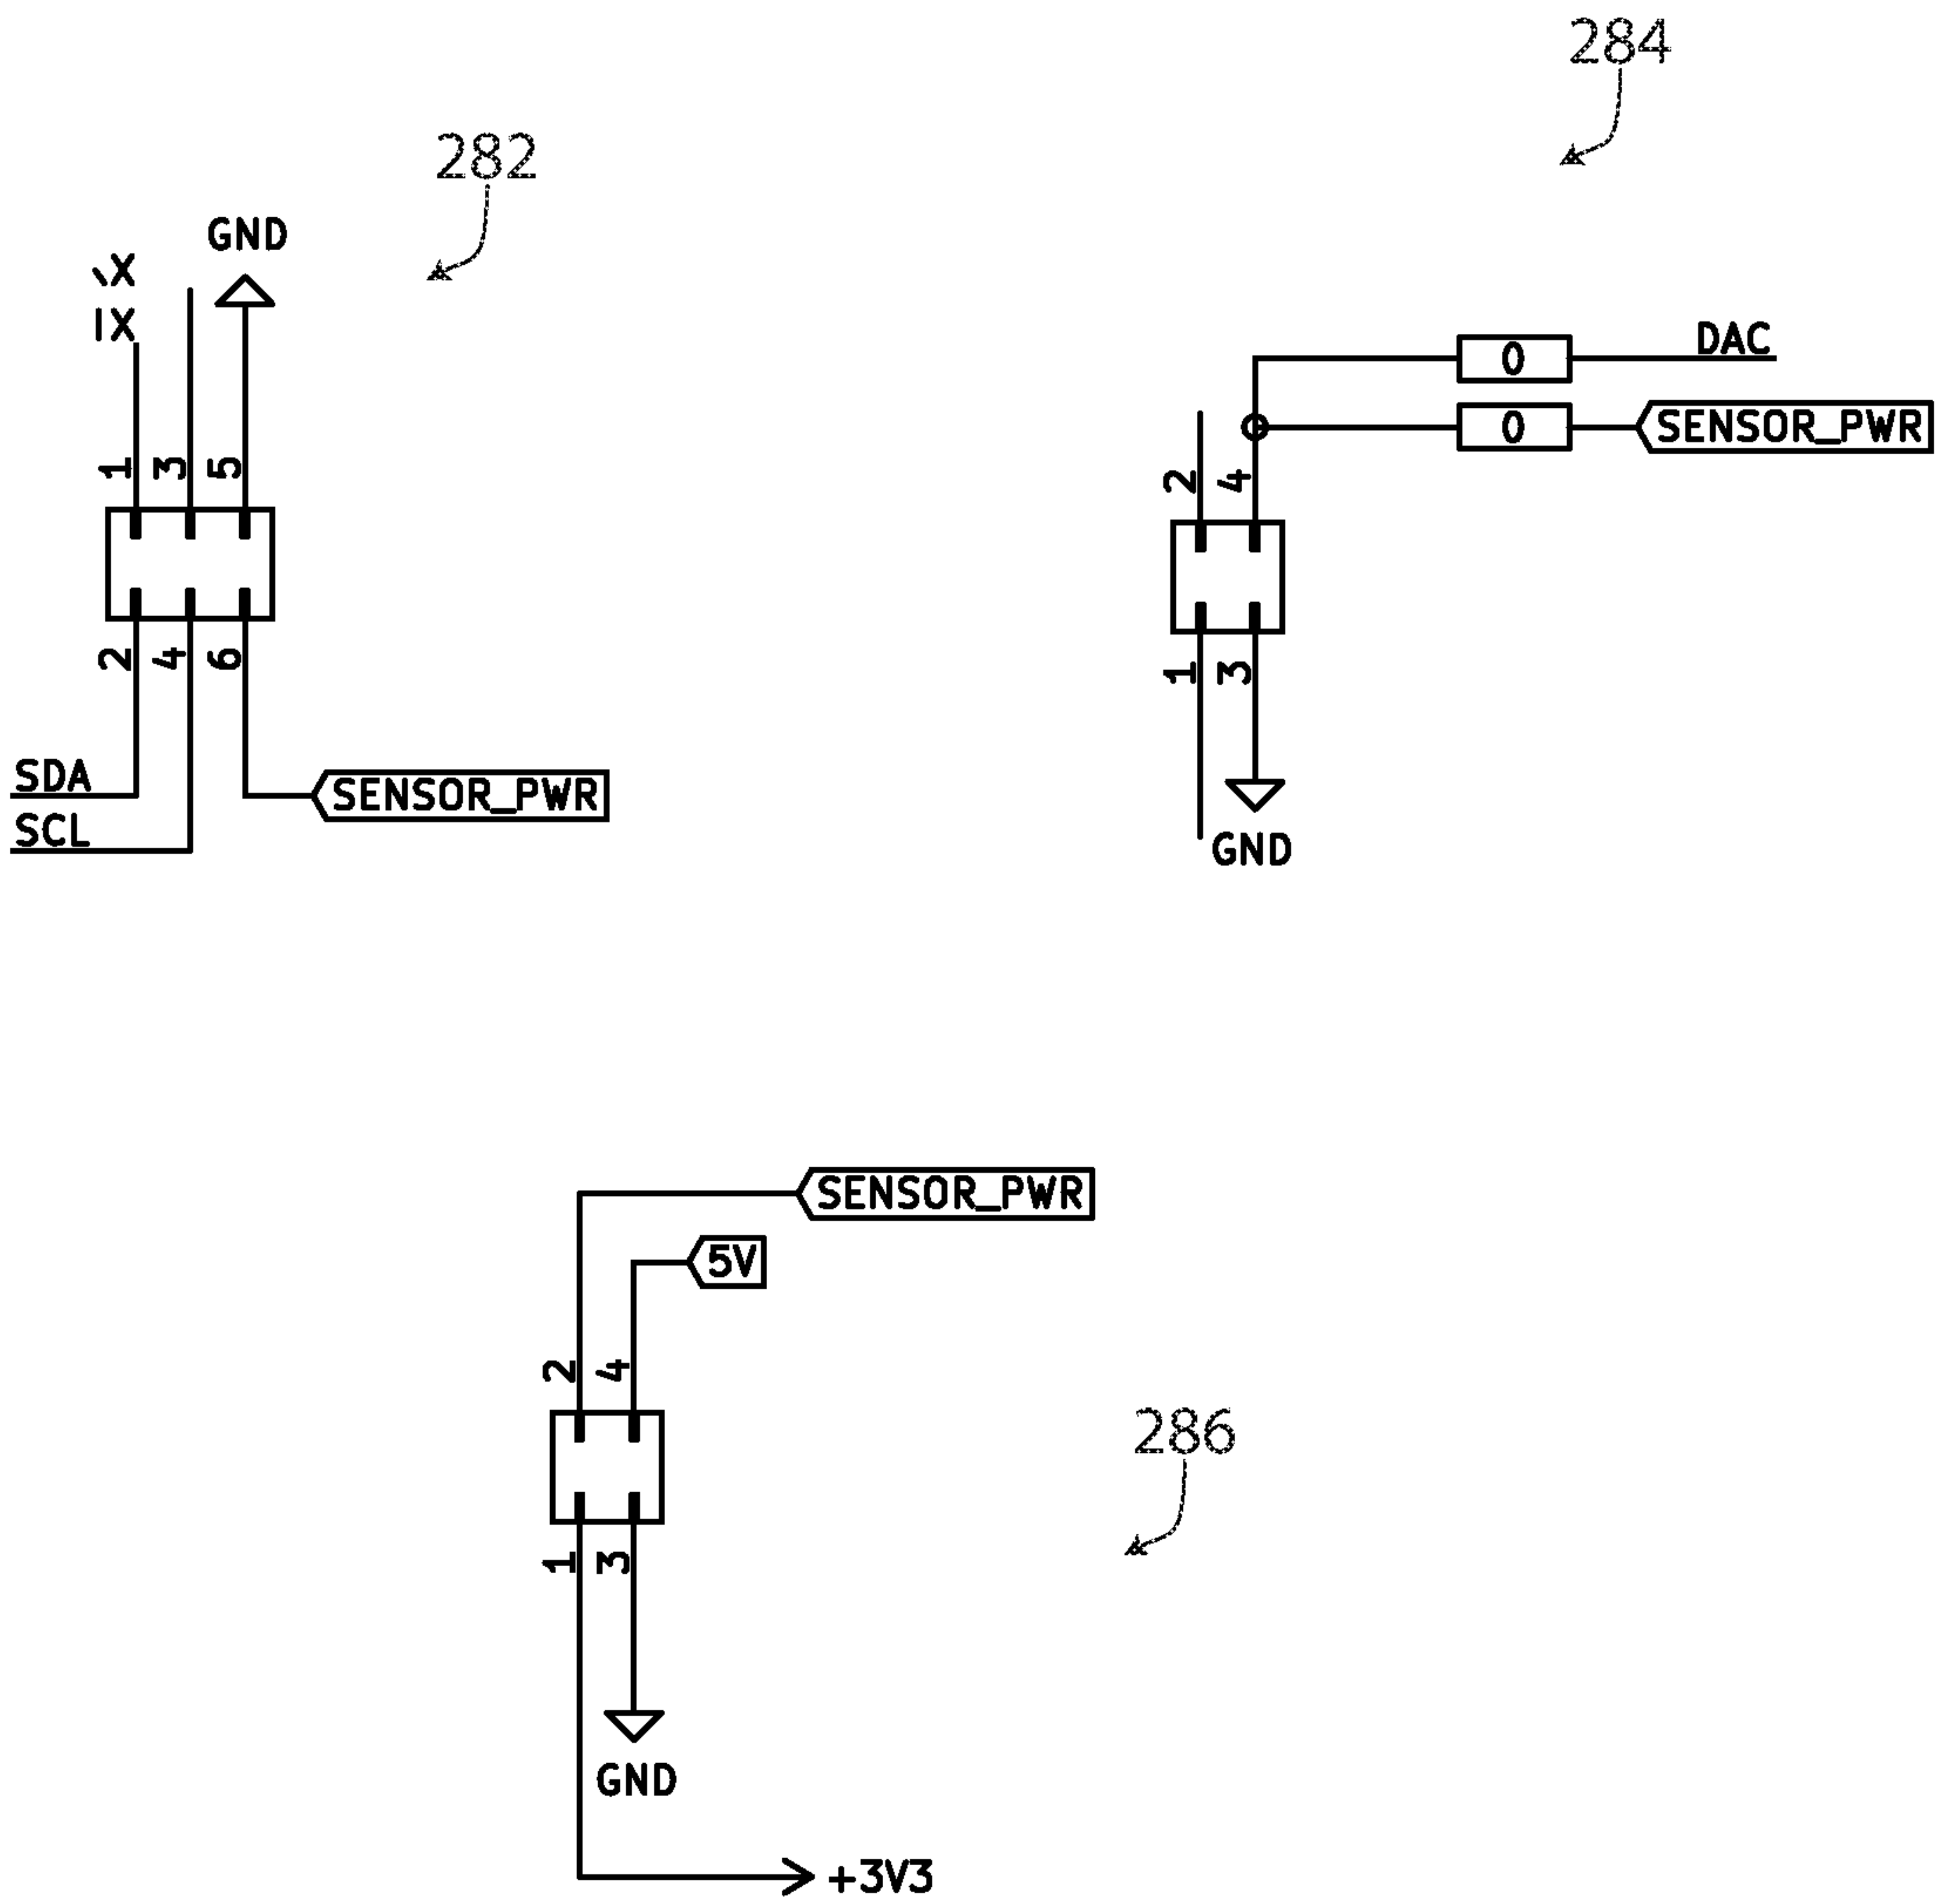 284
282
GND
DAC
0
0
SENSOR_PWR
1 3 5
2 4
2 4 6
1 3
SDA
SENSOR_PWR
SCL
GND
SENSOR_PWR
5V
2 4
286
1 3
GND
+3V3